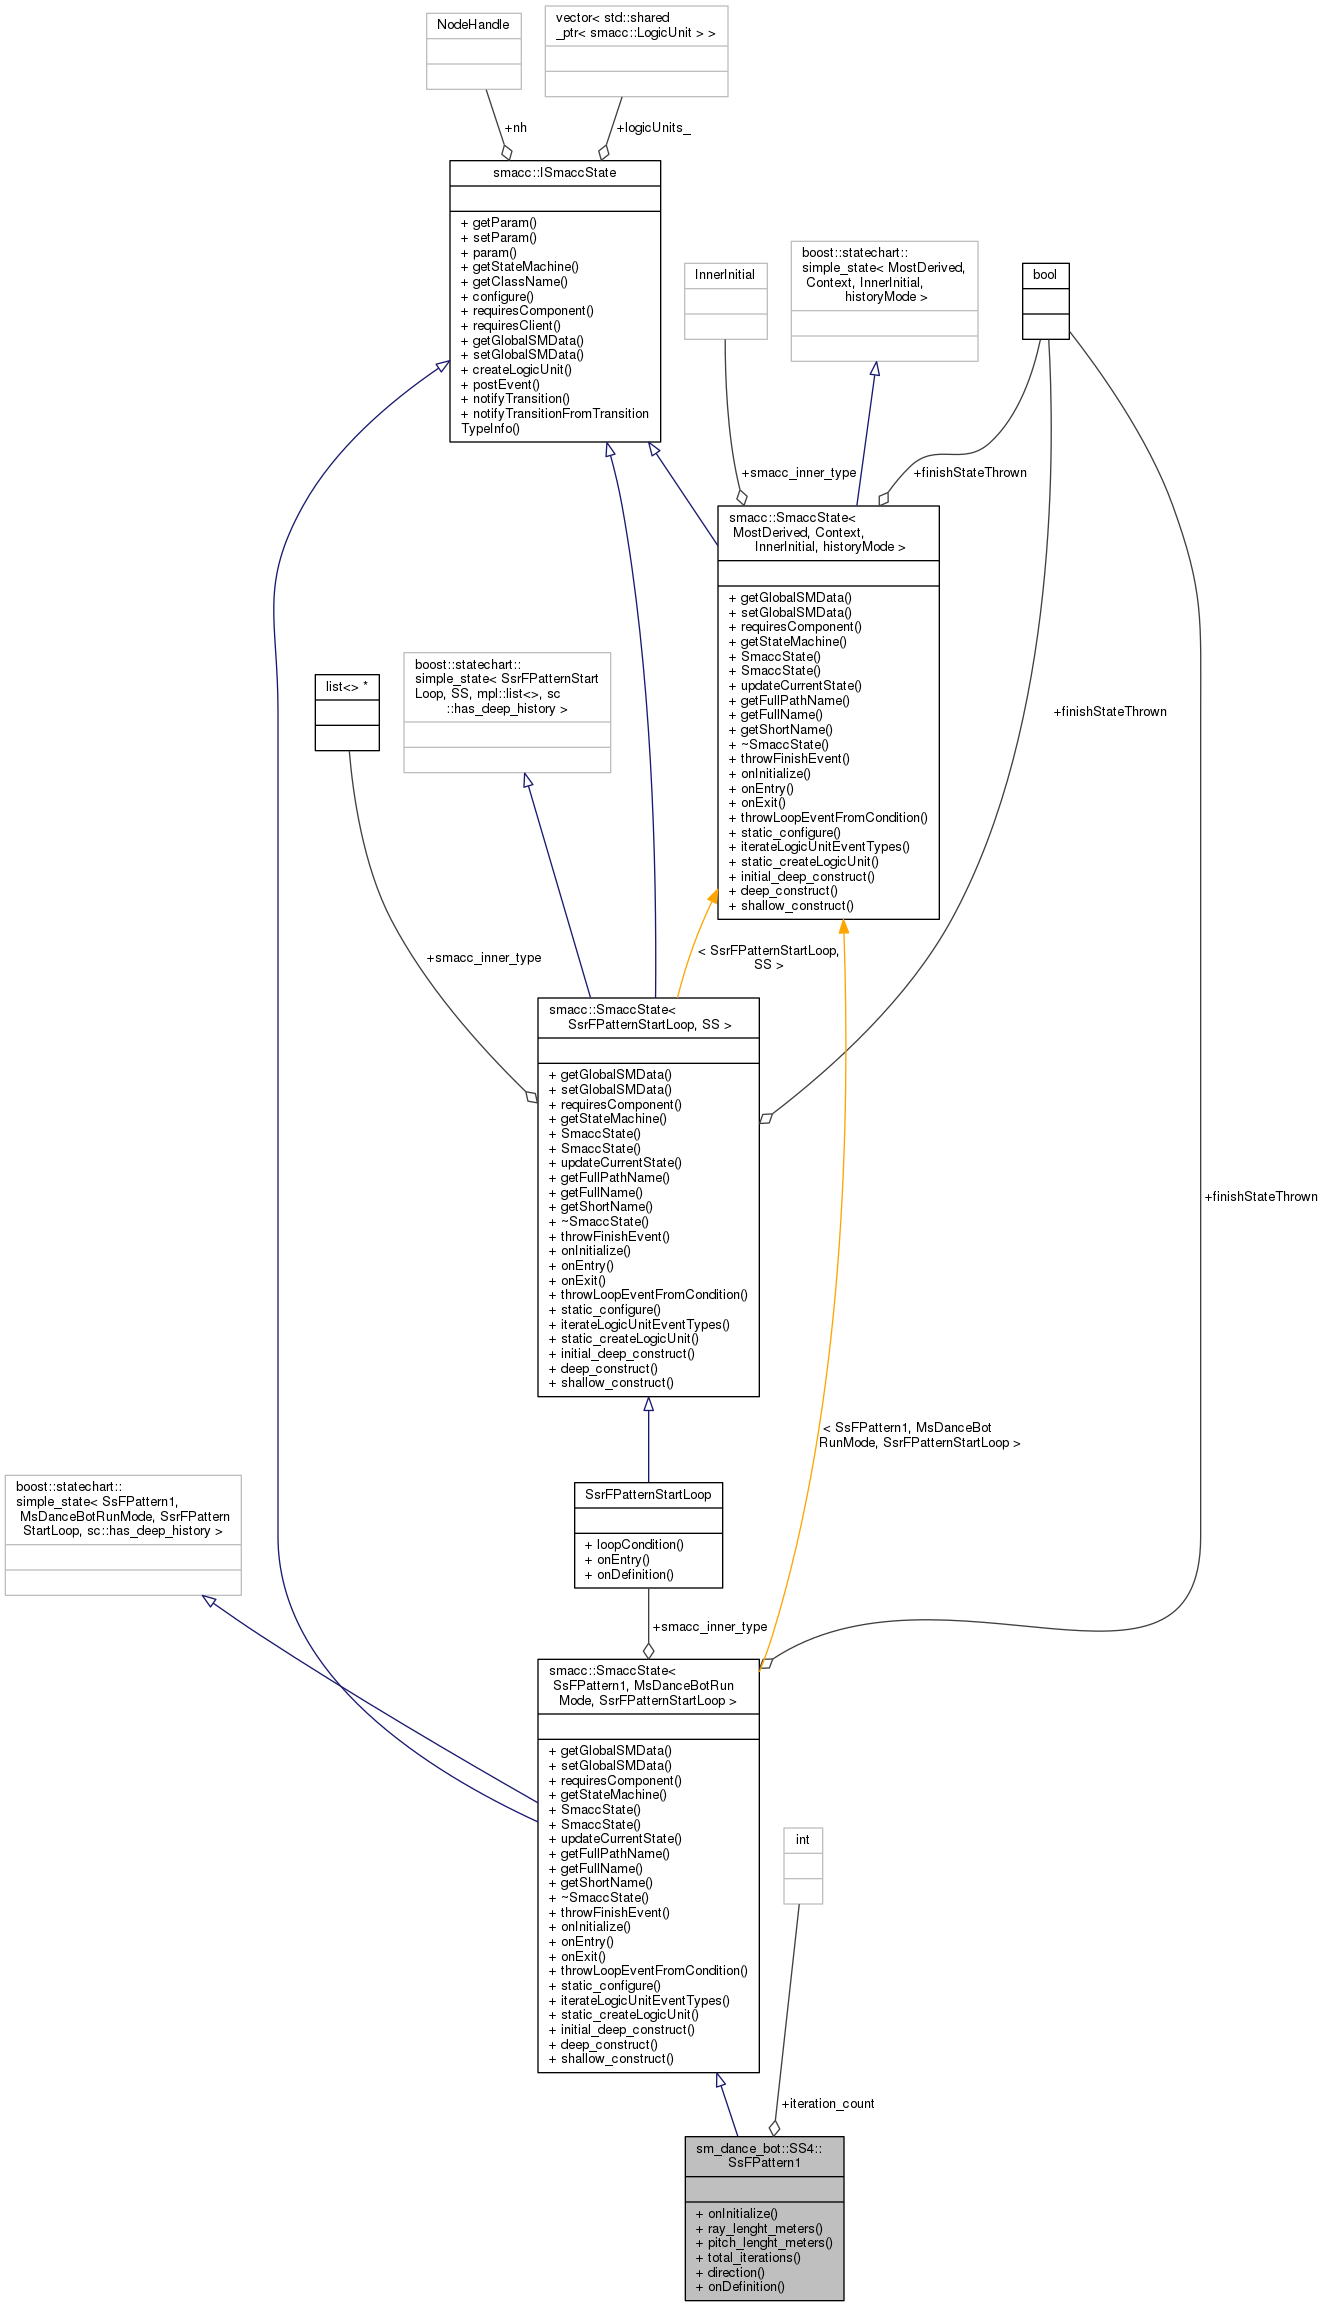 NodeHandle
vector< std::shared
_ptr< smacc::LogicUnit > >
+nh
+logicUnits_
smacc::ISmaccState
+ getParam()
+ setParam()
+ param()
+ getStateMachine()
+ getClassName()
+ configure()
+ requiresComponent()
+ requiresClient()
+ getGlobalSMData()
+ setGlobalSMData()
+ createLogicUnit()
+ postEvent()
+ notifyTransition()
+ notifyTransitionFromTransition
TypeInfo()
InnerInitial
boost::statechart::
simple_state< MostDerived,
Context, InnerInitial,
historyMode >
bool
+smacc_inner_type
+finishStateThrown
smacc::SmaccState<
MostDerived, Context,
InnerInitial, historyMode >
+ getGlobalSMData()
+ setGlobalSMData()
+ requiresComponent()
+ getStateMachine()
+ SmaccState()
+ SmaccState()
+ updateCurrentState()
+ getFullPathName()
+ getFullName()
+ getShortName()
+ ~SmaccState()
+ throwFinishEvent()
+ onInitialize()
+ onEntry()
+ onExit()
+ throwLoopEventFromCondition()
+ static_configure()
+ iterateLogicUnitEventTypes()
+ static_createLogicUnit()
+ initial_deep_construct()
+ deep_construct()
+ shallow_construct()
list<> *
boost::statechart::
simple_state< SsrFPatternStart
Loop, SS, mpl::list<>, sc
::has_deep_history >
+finishStateThrown
+smacc_inner_type
< SsrFPatternStartLoop,
SS >
smacc::SmaccState<
SsrFPatternStartLoop, SS >
+ getGlobalSMData()
+ setGlobalSMData()
+ requiresComponent()
+ getStateMachine()
+ SmaccState()
+ SmaccState()
+ updateCurrentState()
+ getFullPathName()
+ getFullName()
+ getShortName()
+ ~SmaccState()
+ throwFinishEvent()
+ onInitialize()
+ onEntry()
+ onExit()
+ throwLoopEventFromCondition()
+ static_configure()
+ iterateLogicUnitEventTypes()
+ static_createLogicUnit()
+ initial_deep_construct()
+ deep_construct()
+ shallow_construct()
+finishStateThrown
< SsFPattern1, MsDanceBot
RunMode, SsrFPatternStartLoop >
boost::statechart::
simple_state< SsFPattern1,
MsDanceBotRunMode, SsrFPattern
StartLoop, sc::has_deep_history >
SsrFPatternStartLoop
+ loopCondition()
+ onEntry()
+ onDefinition()
+smacc_inner_type
smacc::SmaccState<
SsFPattern1, MsDanceBotRun
Mode, SsrFPatternStartLoop >
+ getGlobalSMData()
+ setGlobalSMData()
+ requiresComponent()
+ getStateMachine()
+ SmaccState()
+ SmaccState()
+ updateCurrentState()
+ getFullPathName()
+ getFullName()
+ getShortName()
+ ~SmaccState()
+ throwFinishEvent()
+ onInitialize()
+ onEntry()
+ onExit()
+ throwLoopEventFromCondition()
+ static_configure()
+ iterateLogicUnitEventTypes()
+ static_createLogicUnit()
+ initial_deep_construct()
+ deep_construct()
+ shallow_construct()
int
+iteration_count
sm_dance_bot::SS4::
SsFPattern1
+ onInitialize()
+ ray_lenght_meters()
+ pitch_lenght_meters()
+ total_iterations()
+ direction()
+ onDefinition()